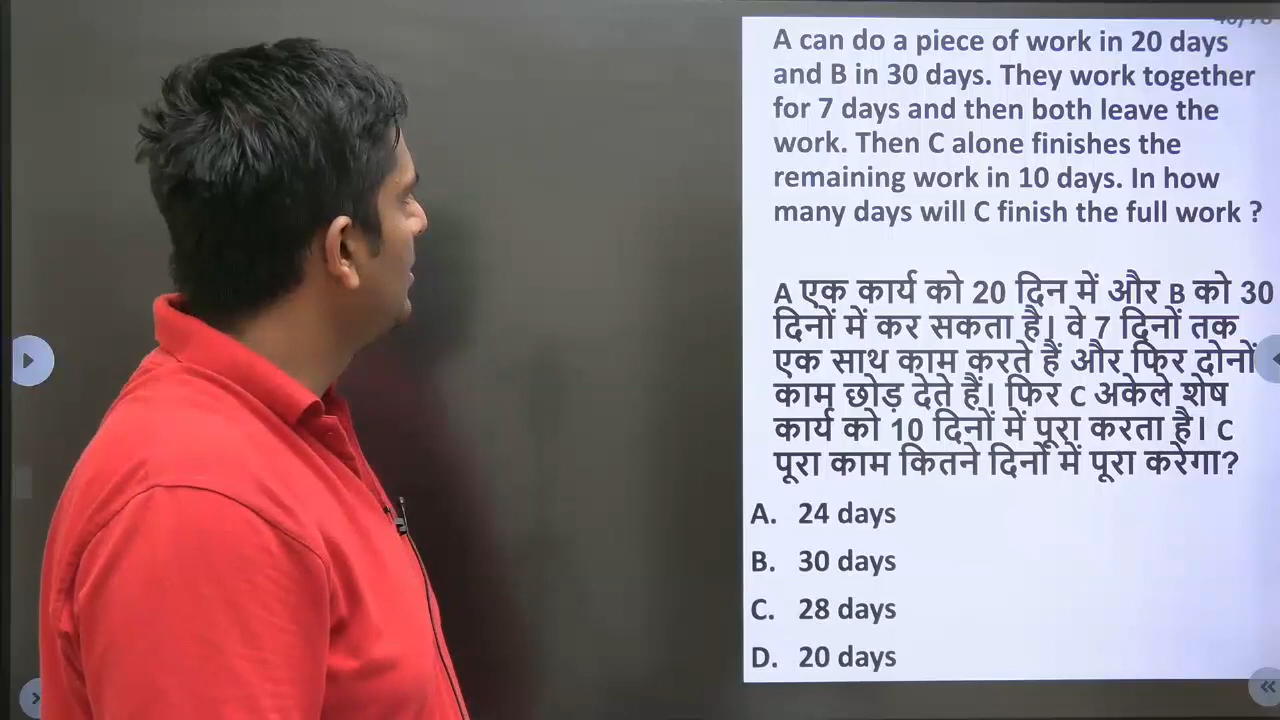 A can do a piece of work in 20 days
and B in 30 days. They work together
for 7 days and then both leave the
work. Then C alone finishes the
remaining work in 10 days. In how
many days will C finish the full work ?
A एक कार्य को 20 दिन में और B को 30
दिनों में कर सकता है। वे 7 दिनों तक
एक साथ काम करते हैं और फिर दोनों
काम छोड़ देते हैं। फिर C अकेले शेष
कार्य को 10 दिनों में पूरा करता है। C
पूरा काम कितने दिनों में पूरा करेगा?
A. 24 days
B. 30 days
C. 28 days
D. 20 days